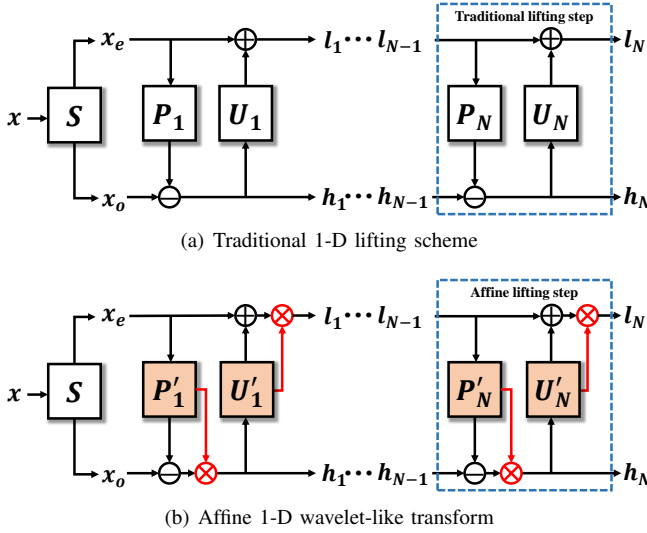 Traditional lifting step
x_e l_1 ⋯ l_{N−1} l_N
x S P_1 U_1 P_N U_N
x_o h_1 ⋯ h_{N−1} h_N
(a) Traditional 1-D lifting scheme
Affine lifting step
x_e l_1 ⋯ l_{N−1} l_N
x S P′_1 U′_1 P′_N U′_N
x_o h_1 ⋯ h_{N−1} h_N
(b) Affine 1-D wavelet-like transform